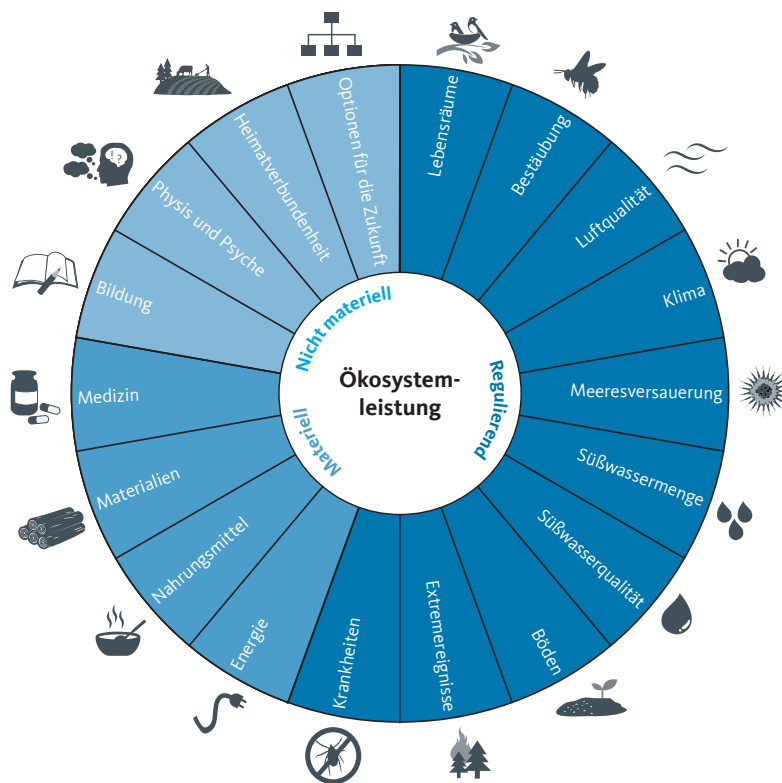 Ökosystem-
leistung
Regulierend
Lebensräume
Bestäubung
Luftqualität
Klima
Meeresversauerung
Süßwassermenge
Süßwasserqualität
Böden
Extremereignisse
Krankheiten
Materiell
Energie
Nahrungsmittel
Materialien
Medizin
Nicht materiell
Bildung
Physis und Psyche
Heimatverbundenheit
Optionen für die Zukunft
! ?